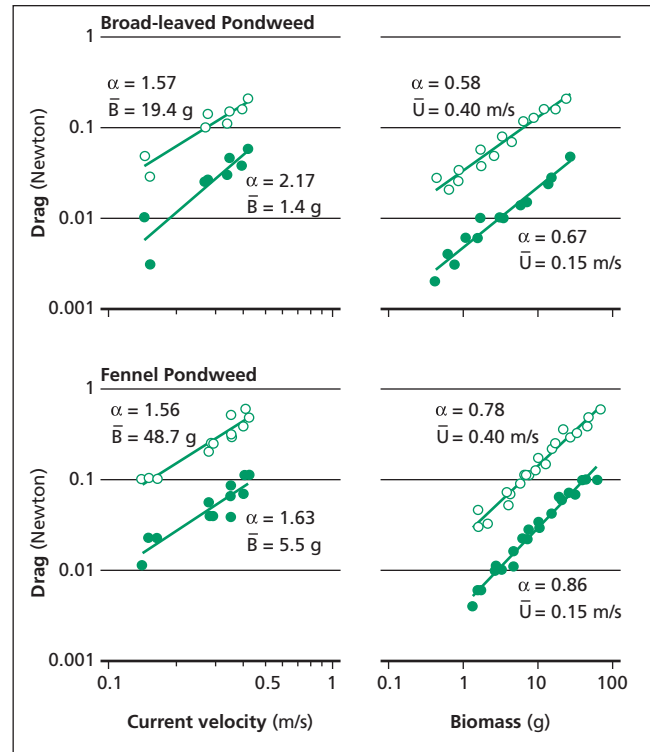 Broad-leaved Pondweed
1
0.1
0.01
0.001
Drag (Newton)
α = 1.57
B̄ = 19.4 g
α = 2.17
B̄ = 1.4 g
α = 0.58
Ū = 0.40 m/s
α = 0.67
Ū = 0.15 m/s
Fennel Pondweed
1
0.1
0.01
0.001
Drag (Newton)
α = 1.56
B̄ = 48.7 g
α = 1.63
B̄ = 5.5 g
α = 0.78
Ū = 0.40 m/s
α = 0.86
Ū = 0.15 m/s
0.1 0.5 1
0.1 1 10 100
Current velocity (m/s)
Biomass (g)